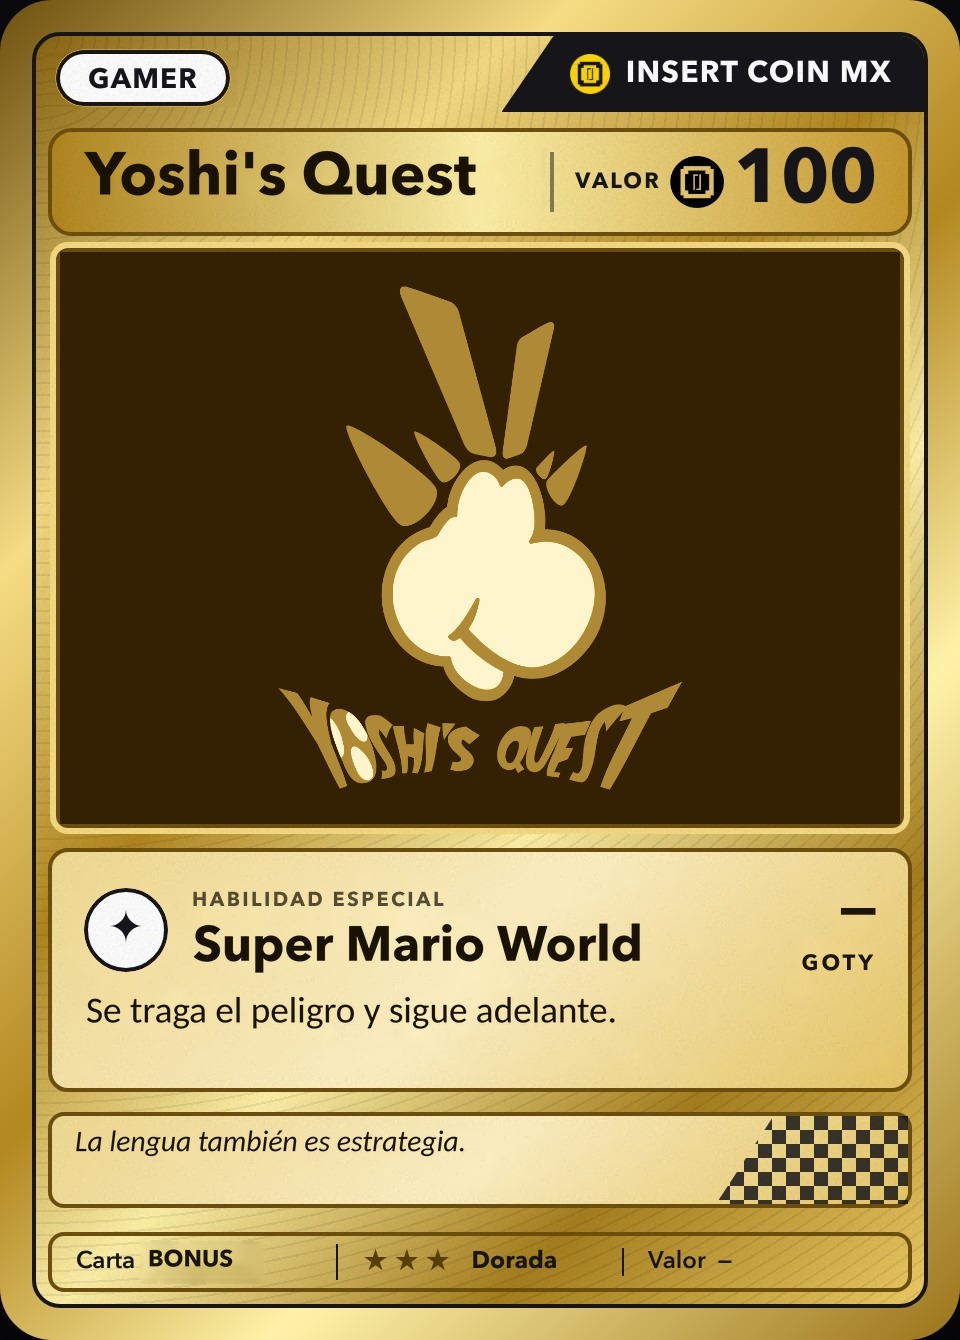 GAMER
INSERT COIN MX
Yoshi's Quest
VALOR 100
YOSHI'S QUEST
HABILIDAD ESPECIAL
Super Mario World
–
GOTY
Se traga el peligro y sigue adelante.
La lengua también es estrategia.
Carta BONUS | ★★★ Dorada | Valor –